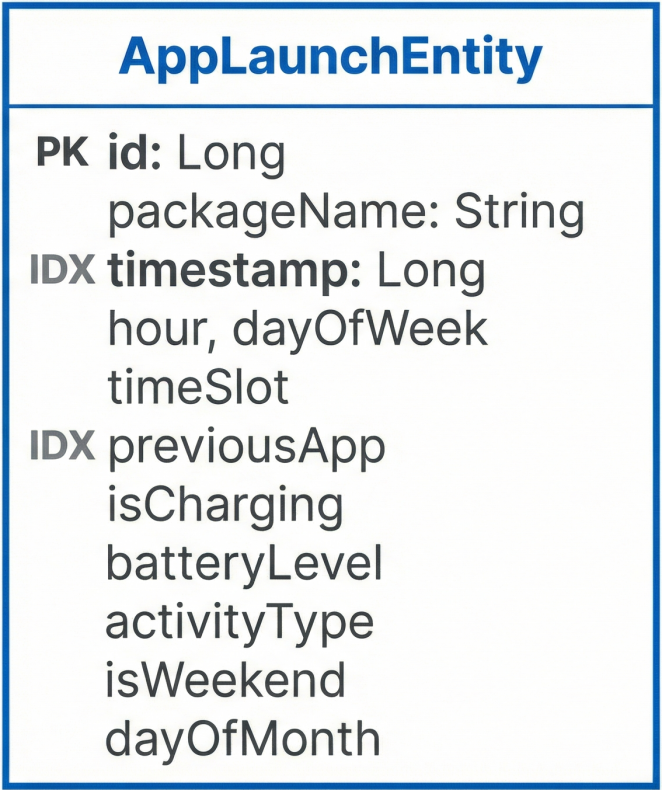 AppLaunchEntity
PK id: Long
packageName: String
IDX timestamp: Long
hour, dayOfWeek
timeSlot
IDX previousApp
isCharging
batteryLevel
activityType
isWeekend
dayOfMonth